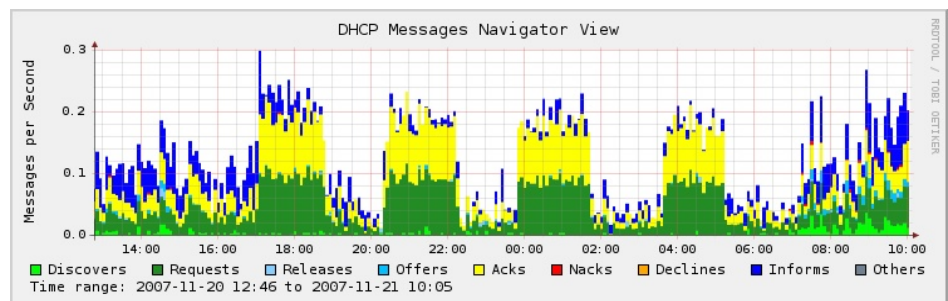 DHCP Messages Navigator View
RRDTOOL / TOBI OETIKER
Messages per Second
0.3
0.2
0.1
0.0
14:00 16:00 18:00 20:00 22:00 00:00 02:00 04:00 06:00 08:00 10:00
Discovers Requests Releases Offers Acks Nacks Declines Informs Others
Time range: 2007-11-20 12:46 to 2007-11-21 10:05